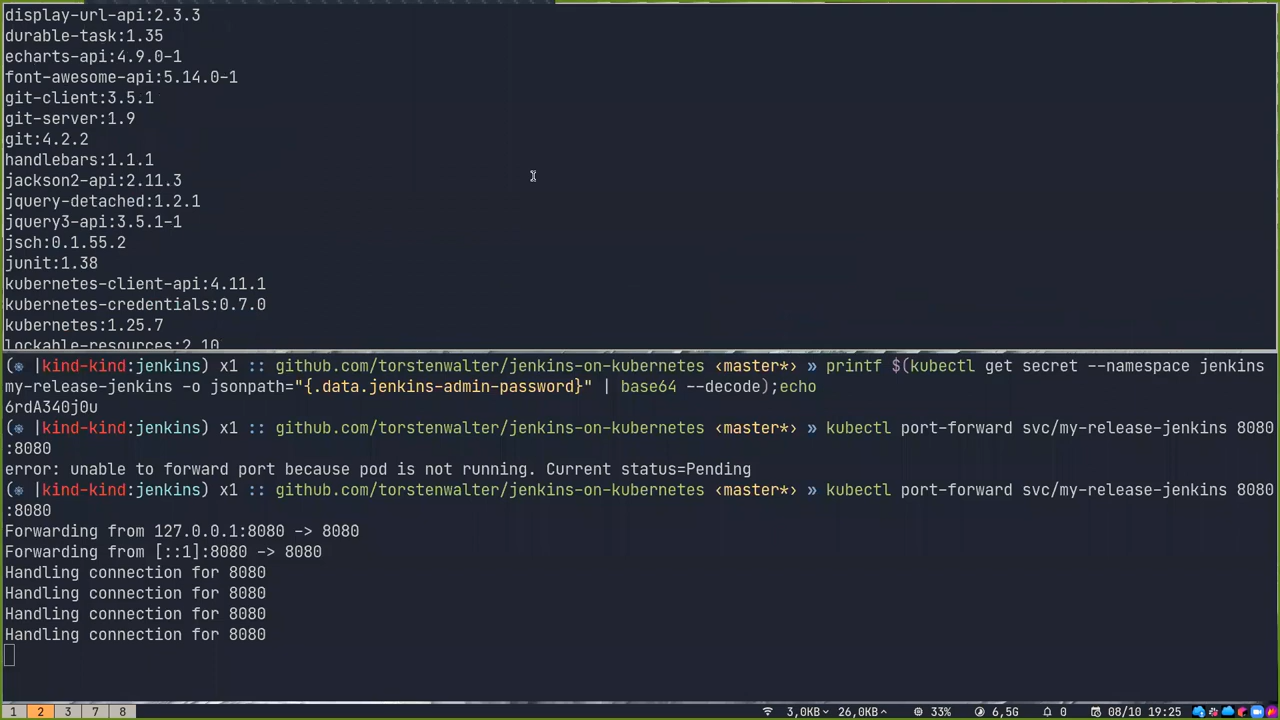 display-url-api:2.3.3
durable-task:1.35
echarts-api:4.9.0-1
font-awesome-api:5.14.0-1
git-client:3.5.1
git-server:1.9
git:4.2.2
handlebars:1.1.1
jackson2-api:2.11.3
jquery-detached:1.2.1
jquery3-api:3.5.1-1
jsch:0.1.55.2
junit:1.38
kubernetes-client-api:4.11.1
kubernetes-credentials:0.7.0
kubernetes:1.25.7
lockable-resources:2.10
(⎈ |kind-kind:jenkins) x1 :: github.com/torstenwalter/jenkins-on-kubernetes ‹master*› » printf $(kubectl get secret --namespace jenkins
my-release-jenkins -o jsonpath="{.data.jenkins-admin-password}" | base64 --decode);echo
6rdA340j0u
(⎈ |kind-kind:jenkins) x1 :: github.com/torstenwalter/jenkins-on-kubernetes ‹master*› » kubectl port-forward svc/my-release-jenkins 8080
:8080
error: unable to forward port because pod is not running. Current status=Pending
(⎈ |kind-kind:jenkins) x1 :: github.com/torstenwalter/jenkins-on-kubernetes ‹master*› » kubectl port-forward svc/my-release-jenkins 8080
:8080
Forwarding from 127.0.0.1:8080 -> 8080
Forwarding from [::1]:8080 -> 8080
Handling connection for 8080
Handling connection for 8080
Handling connection for 8080
Handling connection for 8080
1 2 3 7 8 3,0KB 26,0KB 33% 6,5G 0 08/10 19:25